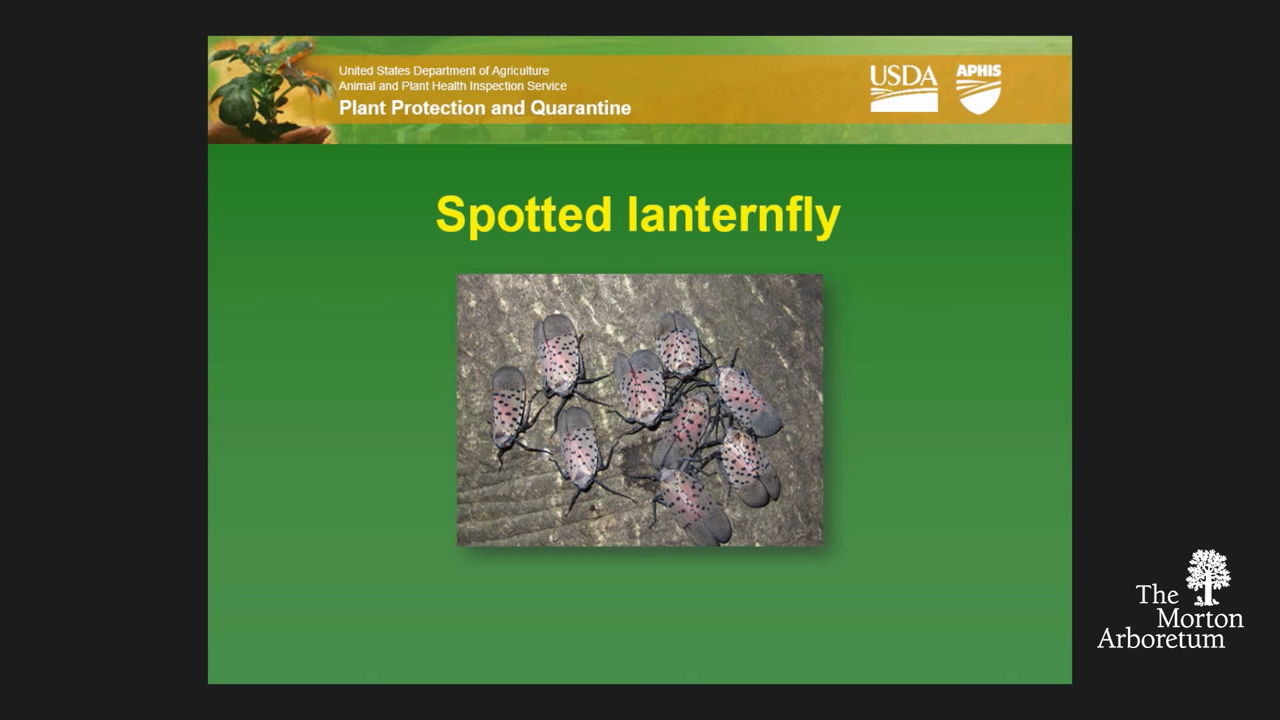 United States Department of Agriculture
Animal and Plant Health Inspection Service
Plant Protection and Quarantine
USDA
APHIS
Spotted lanternfly
The
Morton
Arboretum